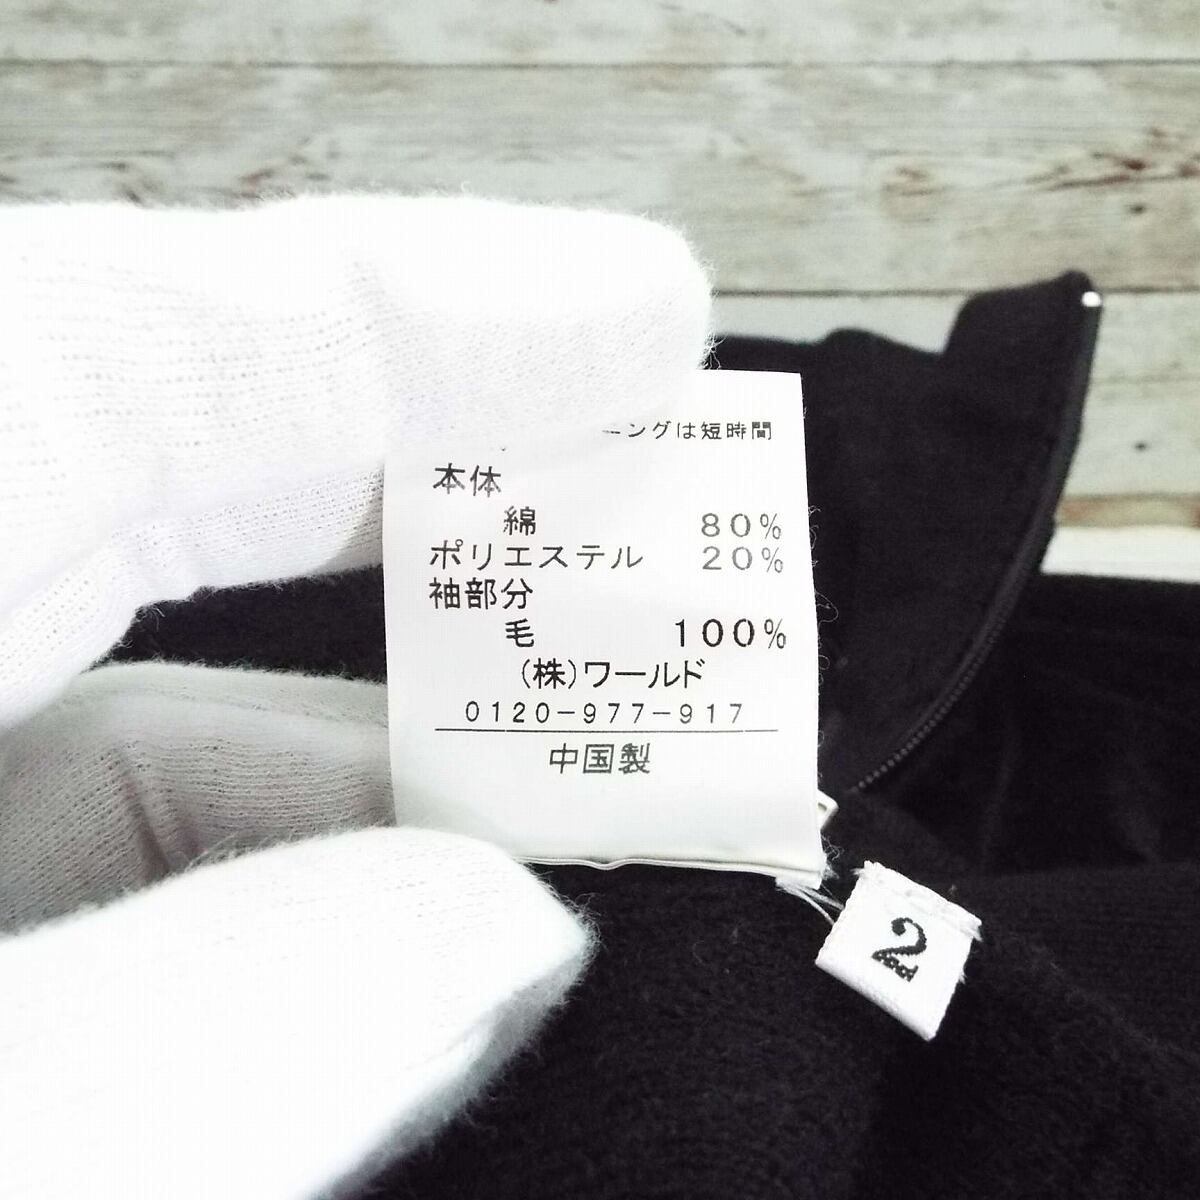 ニングは短時間
本体
綿 80%
ポリエステル 20%
袖部分
毛 100%
(株)ワールド
0120-977-917
中国製
2